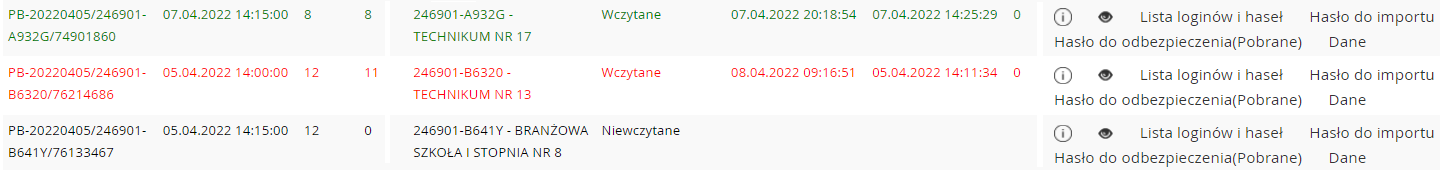 PB-20220405/246901- 07.04.2022 14:15:00 8 8 246901-A932G - Wczytane 07.04.2022 20:18:54 07.04.2022 14:25:29 0 Lista loginów i haseł Hasło do importu
A932G/74901860 TECHNIKUM NR 17 Hasło do odbezpieczenia(Pobrane) Dane
PB-20220405/246901- 05.04.2022 14:00:00 12 11 246901-B6320 - Wczytane 08.04.2022 09:16:51 05.04.2022 14:11:34 0 Lista loginów i haseł Hasło do importu
B6320/76214686 TECHNIKUM NR 13 Hasło do odbezpieczenia(Pobrane) Dane
PB-20220405/246901- 05.04.2022 14:15:00 12 0 246901-B641Y - BRANŻOWA Niewczytane Lista loginów i haseł Hasło do importu
B641Y/76133467 SZKOŁA I STOPNIA NR 8 Hasło do odbezpieczenia(Pobrane) Dane